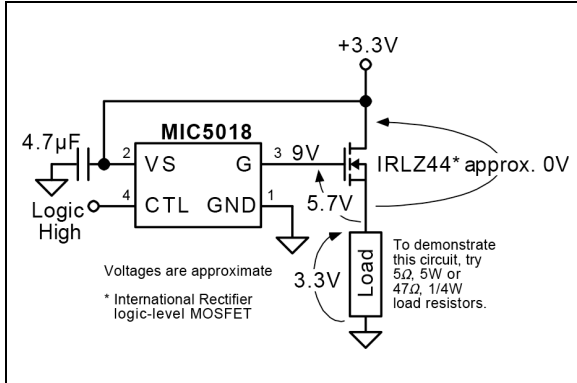 +3.3V
MIC5018
4.7µF
2
VS
G
3
9V
IRLZ44* approx. 0V
4
CTL
GND
1
5.7V
Logic
High
Load
3.3V
To demonstrate
this circuit, try
5Ω, 5W or
47Ω, 1/4W
load resistors.
Voltages are approximate
* International Rectifier
logic-level MOSFET